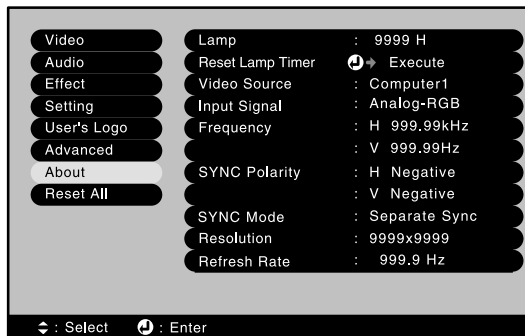 Video
Audio
Effect
Setting
User's Logo
Advanced
About
Reset All
Lamp : 9999 H
Reset Lamp Timer Execute
Video Source : Computer1
Input Signal : Analog-RGB
Frequency : H 999.99kHz
: V 999.99Hz
SYNC Polarity : H Negative
: V Negative
SYNC Mode : Separate Sync
Resolution : 9999x9999
Refresh Rate : 999.9 Hz
: Select : Enter